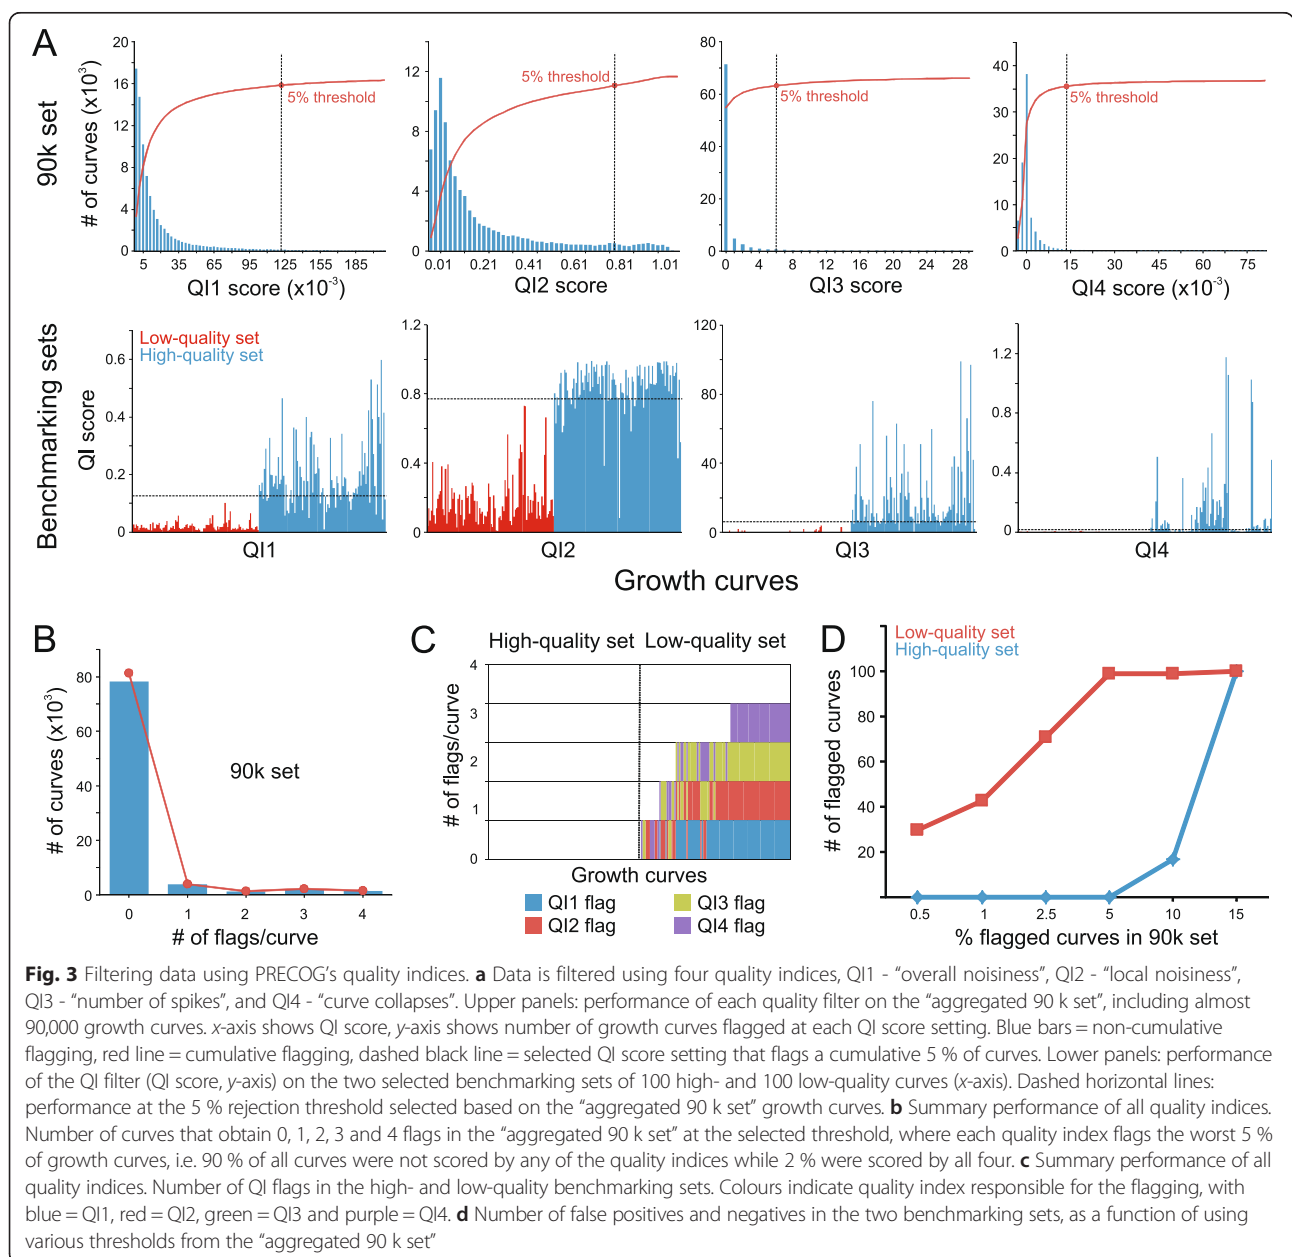 A
90k set
# of curves (x10³)
20
16
12
8
4
0
5% threshold
5 35 65 95 125 155 185
QI1 score (x10⁻³)
12
8
4
0
5% threshold
0.01 0.21 0.41 0.61 0.81 1.01
QI2 score
80
60
40
20
0
5% threshold
0 4 8 12 16 20 24 28
QI3 score
40
30
20
10
0
5% threshold
0 15 30 45 60 75
QI4 score (x10⁻³)
Benchmarking sets
QI score
Low-quality set
High-quality set
0.6
0.4
0.2
0
QI1
1.2
0.8
0.4
0
QI2
120
80
40
0
QI3
1.2
0.8
0.4
0
QI4
Growth curves
B
# of curves (x10³)
80
60
40
20
0
90k set
0 1 2 3 4
# of flags/curve
C
High-quality set Low-quality set
# of flags/curve
4
3
2
1
0
Growth curves
QI1 flag QI3 flag
QI2 flag QI4 flag
D
Low-quality set
High-quality set
# of flagged curves
100
80
60
40
20
0.5 1 2.5 5 10 15
% flagged curves in 90k set
Fig. 3 Filtering data using PRECOG’s quality indices. a Data is filtered using four quality indices, QI1 - “overall noisiness”, QI2 - “local noisiness”,
QI3 - “number of spikes”, and QI4 - “curve collapses”. Upper panels: performance of each quality filter on the “aggregated 90 k set”, including almost
90,000 growth curves. x-axis shows QI score, y-axis shows number of growth curves flagged at each QI score setting. Blue bars = non-cumulative
flagging, red line = cumulative flagging, dashed black line = selected QI score setting that flags a cumulative 5 % of curves. Lower panels: performance
of the QI filter (QI score, y-axis) on the two selected benchmarking sets of 100 high- and 100 low-quality curves (x-axis). Dashed horizontal lines:
performance at the 5 % rejection threshold selected based on the “aggregated 90 k set” growth curves. b Summary performance of all quality indices.
Number of curves that obtain 0, 1, 2, 3 and 4 flags in the “aggregated 90 k set” at the selected threshold, where each quality index flags the worst 5 %
of growth curves, i.e. 90 % of all curves were not scored by any of the quality indices while 2 % were scored by all four. c Summary performance of all
quality indices. Number of QI flags in the high- and low-quality benchmarking sets. Colours indicate quality index responsible for the flagging, with
blue = QI1, red = QI2, green = QI3 and purple = QI4. d Number of false positives and negatives in the two benchmarking sets, as a function of using
various thresholds from the “aggregated 90 k set”